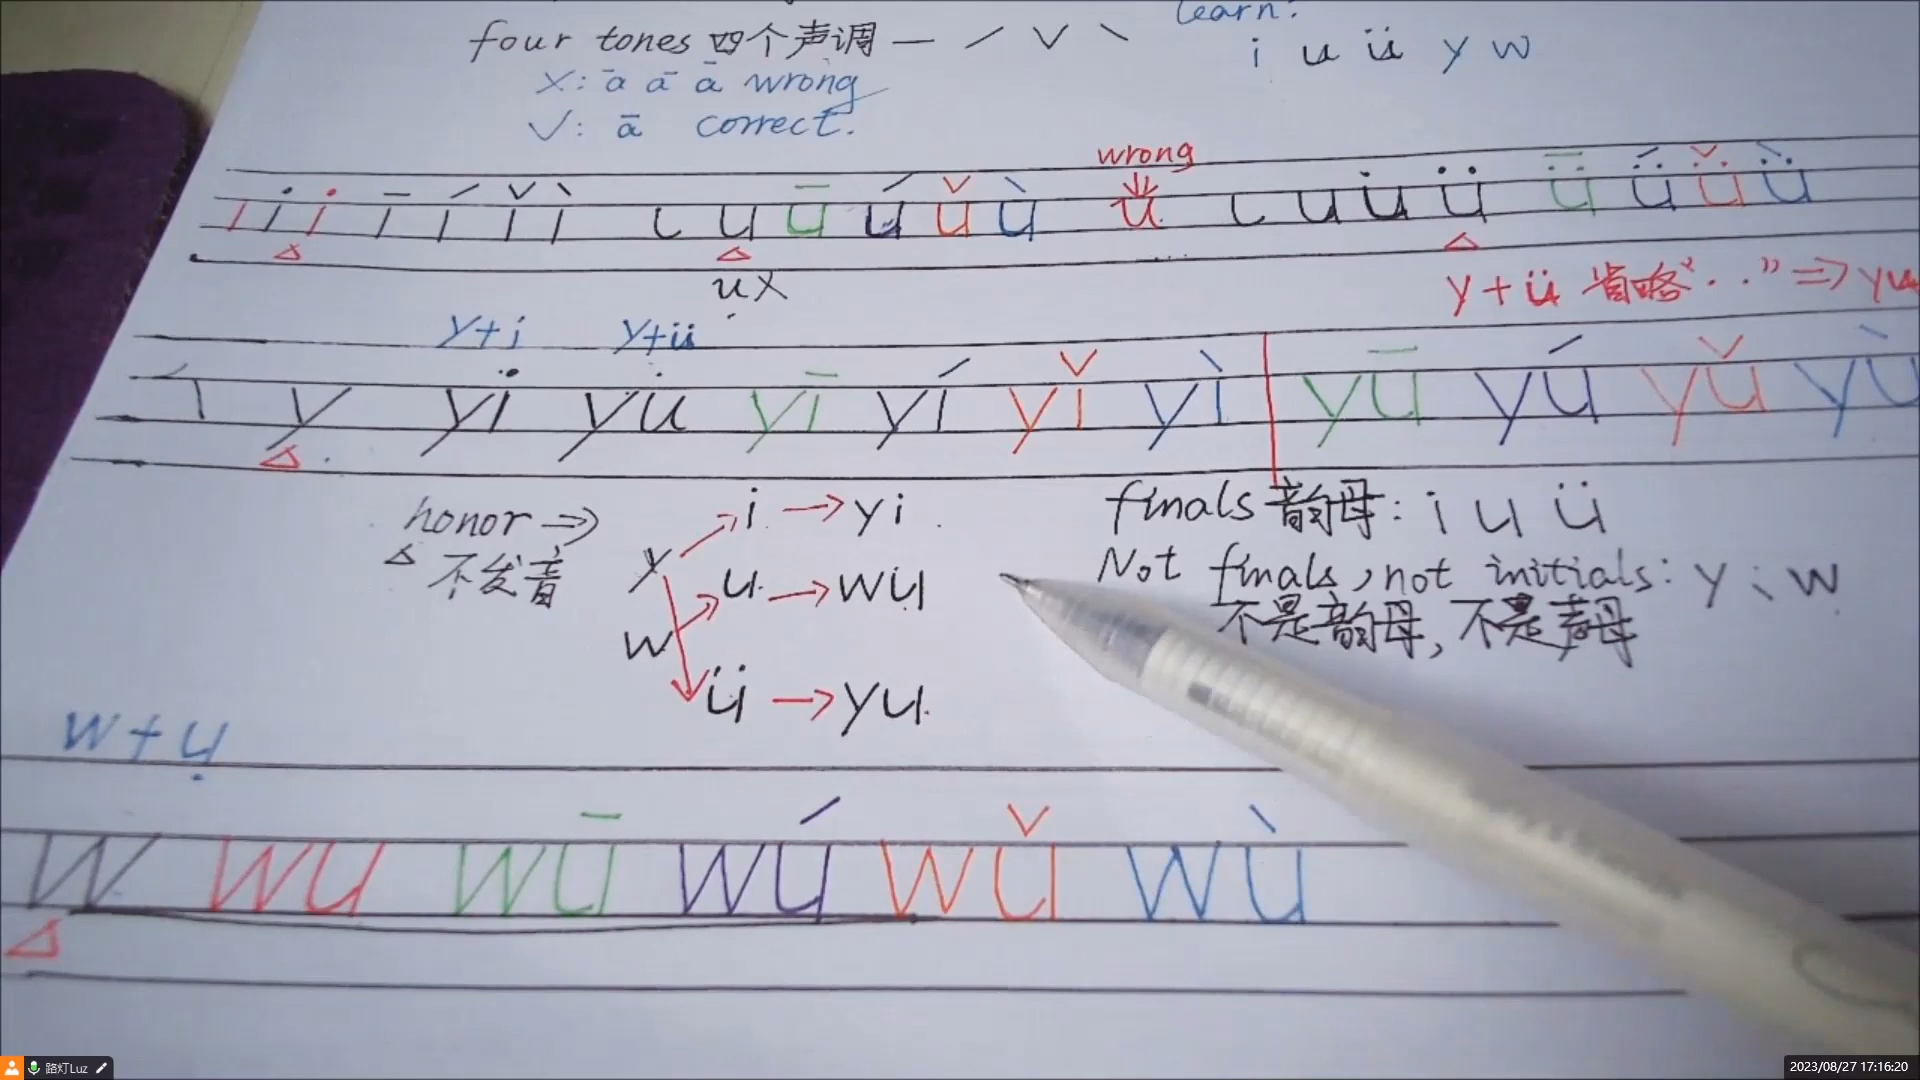 learn:
four tones 四个声调 ˉ ˊ ˇ ˋ
i u ü y w
X: ā ā ā wrong
√: ā correct.
wrong
i i ī í ǐ ì u ū ú ǔ ù u u u ü ǖ ǘ ǚ ǜ
u X
y+ü 省略“··”⇒ yu
y+i y+ü
y yi yu yī yí yǐ yì yū yú yǔ yù
honor ⇒
不发音
y → i → yi
w → u → wu
ü → yu
finals 韵母: i u ü
Not finals, not initials: y、w
不是韵母,不是声母
w+u
w wu wū wú wǔ wù
路灯Luz
2023/08/27 17:16:20